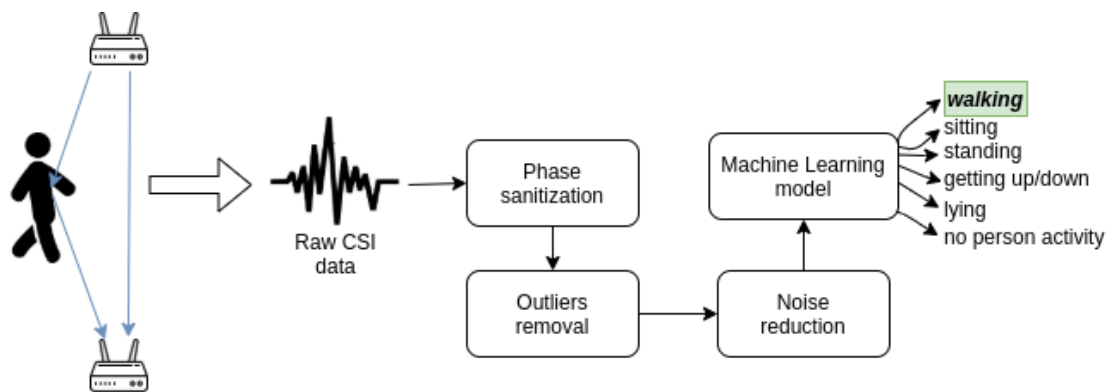 Raw CSI
data
Phase
sanitization
Outliers
removal
Noise
reduction
Machine Learning
model
walking
sitting
standing
getting up/down
lying
no person activity